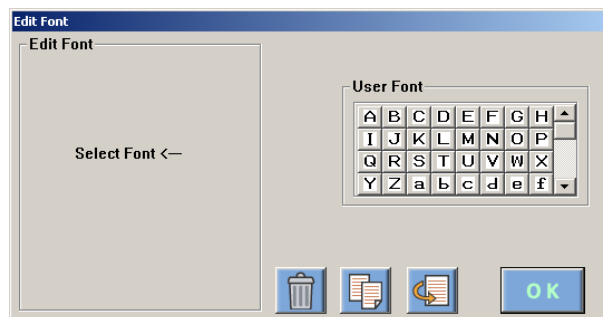 Edit Font
Edit Font
Select Font <—
User Font
A B C D E F G H
I J K L M N O P
Q R S T U V W X
Y Z a b c d e f
OK